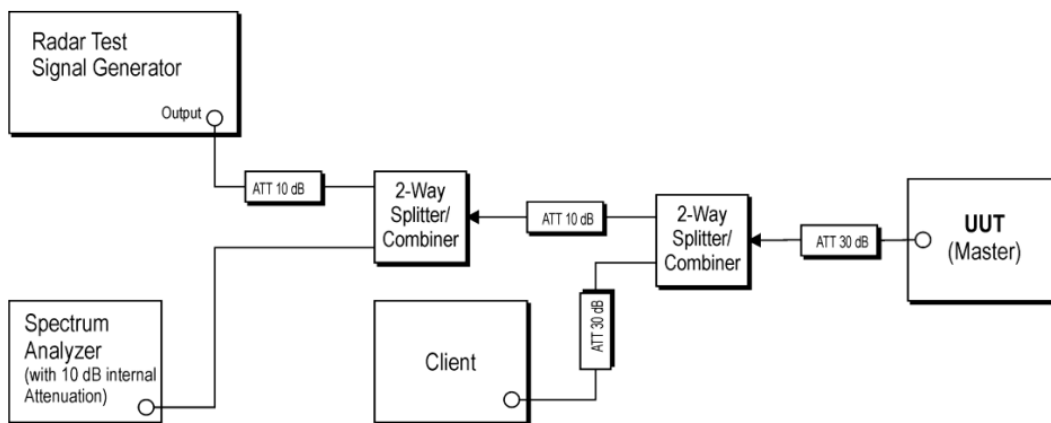 Radar Test
Signal Generator
Output
ATT 10 dB
2-Way
Splitter/
Combiner
ATT 10 dB
2-Way
Splitter/
Combiner
ATT 30 dB
UUT
(Master)
Spectrum
Analyzer
(with 10 dB internal
Attenuation)
Client
ATT 30 dB